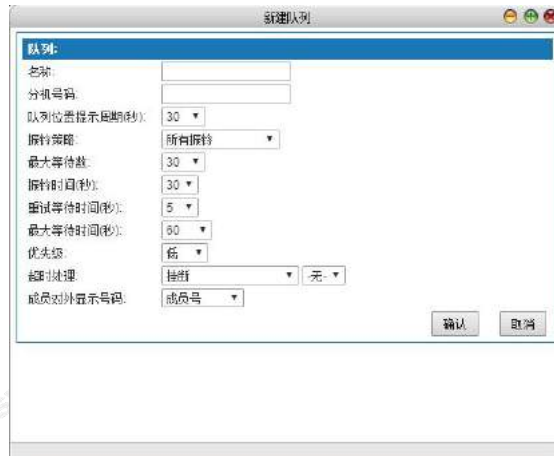 新建队列
队列:
名称:
分机号码:
队列位置提示周期(秒): 30
振铃策略: 所有振铃
最大等待数: 30
振铃时间(秒): 30
重试等待时间(秒): 5
最大等待时间(秒): 60
优先级: 低
超时处理: 挂断 -无-
成员对外显示号码: 成员号
确认 取消